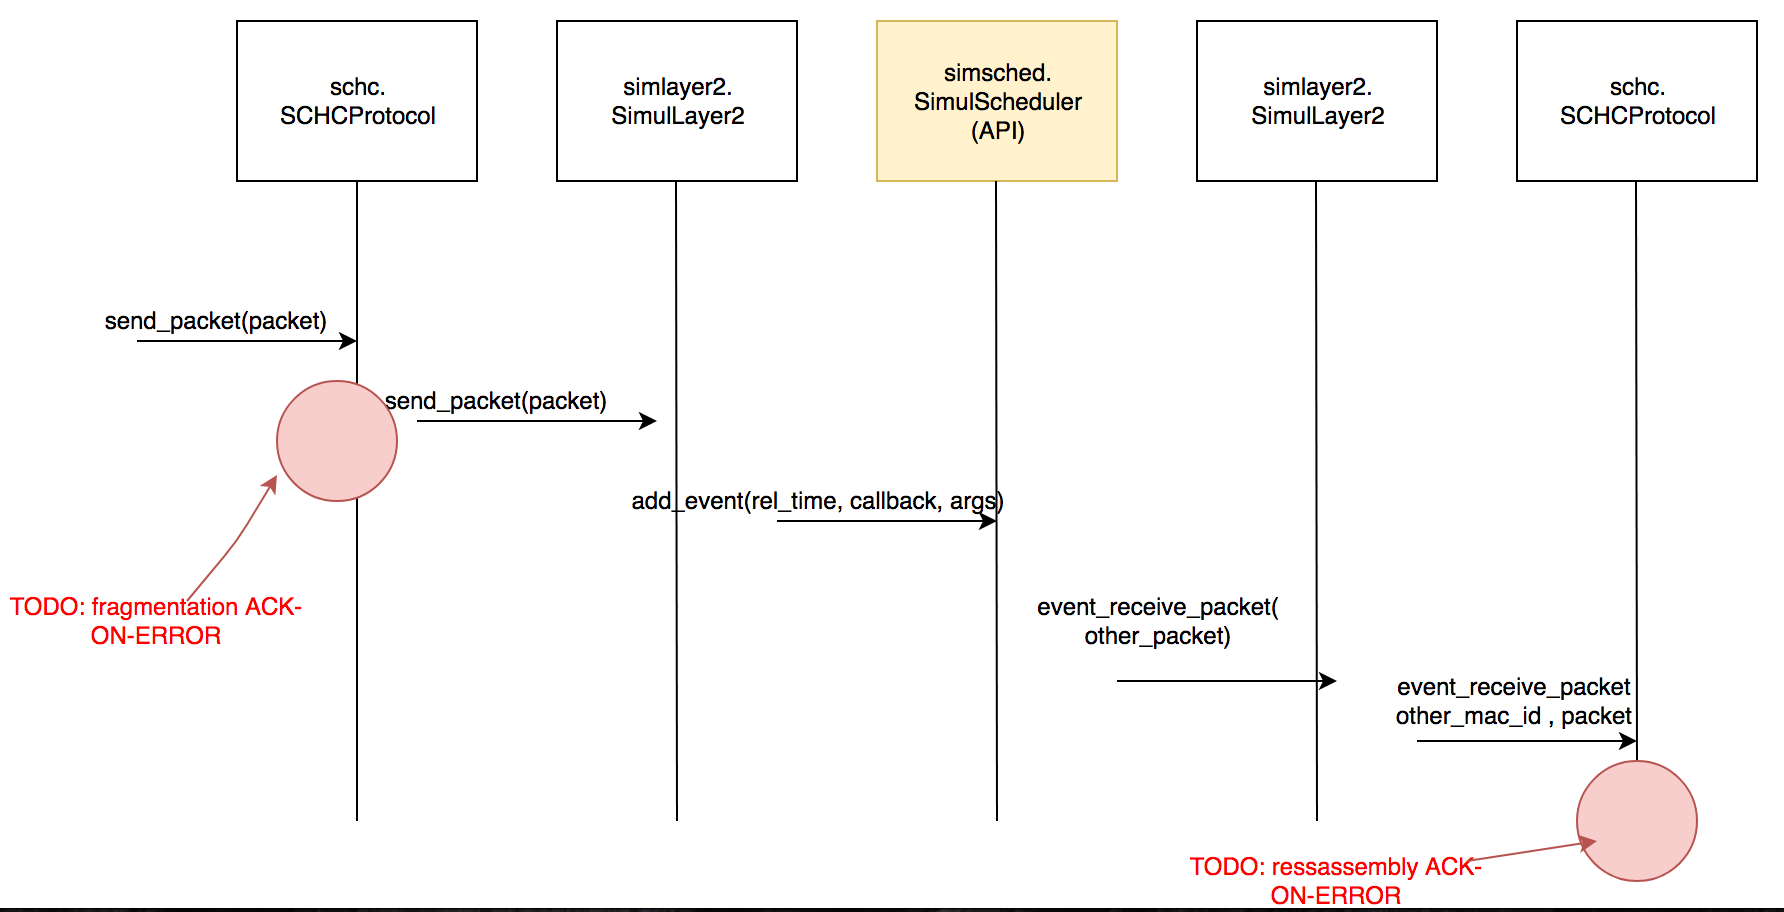 schc.
SCHCProtocol
simlayer2.
SimulLayer2
simsched.
SimulScheduler
(API)
simlayer2.
SimulLayer2
schc.
SCHCProtocol
send_packet(packet)
send_packet(packet)
add_event(rel_time, callback, args)
event_receive_packet(
other_packet)
TODO: fragmentation ACK-
ON-ERROR
event_receive_packet
other_mac_id , packet
TODO: ressassembly ACK-
ON-ERROR